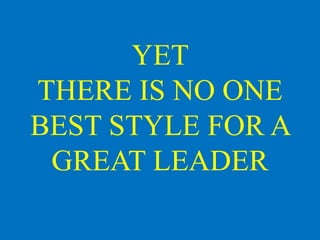 YET
THERE IS NO ONE
BEST STYLE FOR A
GREAT LEADER